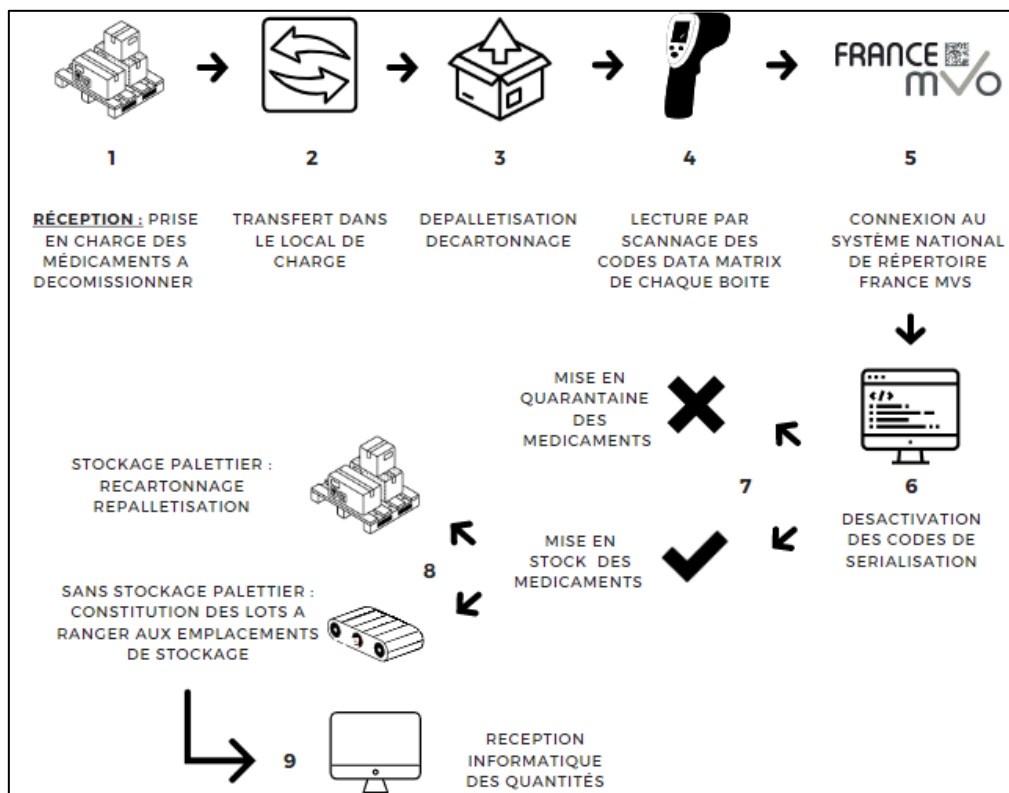 FRANCE
mvo
1
2
3
4
5
RÉCEPTION : PRISE
EN CHARGE DES
MÉDICAMENTS A
DECOMISSIONNER
TRANSFERT DANS
LE LOCAL DE
CHARGE
DEPALLETISATION
DECARTONNAGE
LECTURE PAR
SCANNAGE DES
CODES DATA MATRIX
DE CHAQUE BOITE
CONNEXION AU
SYSTÈME NATIONAL
DE RÉPERTOIRE
FRANCE MVS
</>
6
DESACTIVATION
DES CODES DE
SERIALISATION
7
MISE EN
QUARANTAINE
DES
MEDICAMENTS
MISE EN
STOCK DES
MEDICAMENTS
8
STOCKAGE PALETTIER :
RECARTONNAGE
REPALLETISATION
SANS STOCKAGE PALETTIER :
CONSTITUTION DES LOTS A
RANGER AUX EMPLACEMENTS
DE STOCKAGE
9
RECEPTION
INFORMATIQUE
DES QUANTITÉS